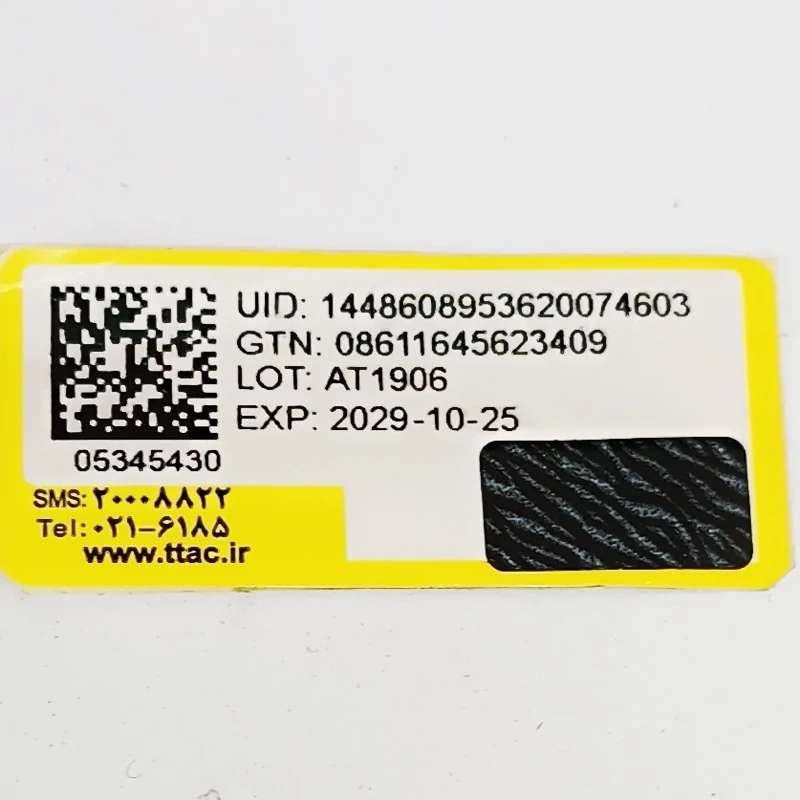 UID: 1448608953620074603
GTN: 08611645623409
LOT: AT1906
EXP: 2029-10-25
05345430
SMS: ۲۰۰۰۸۸۲۲
Tel: ۰۲۱-۶۱۸۵
www.ttac.ir